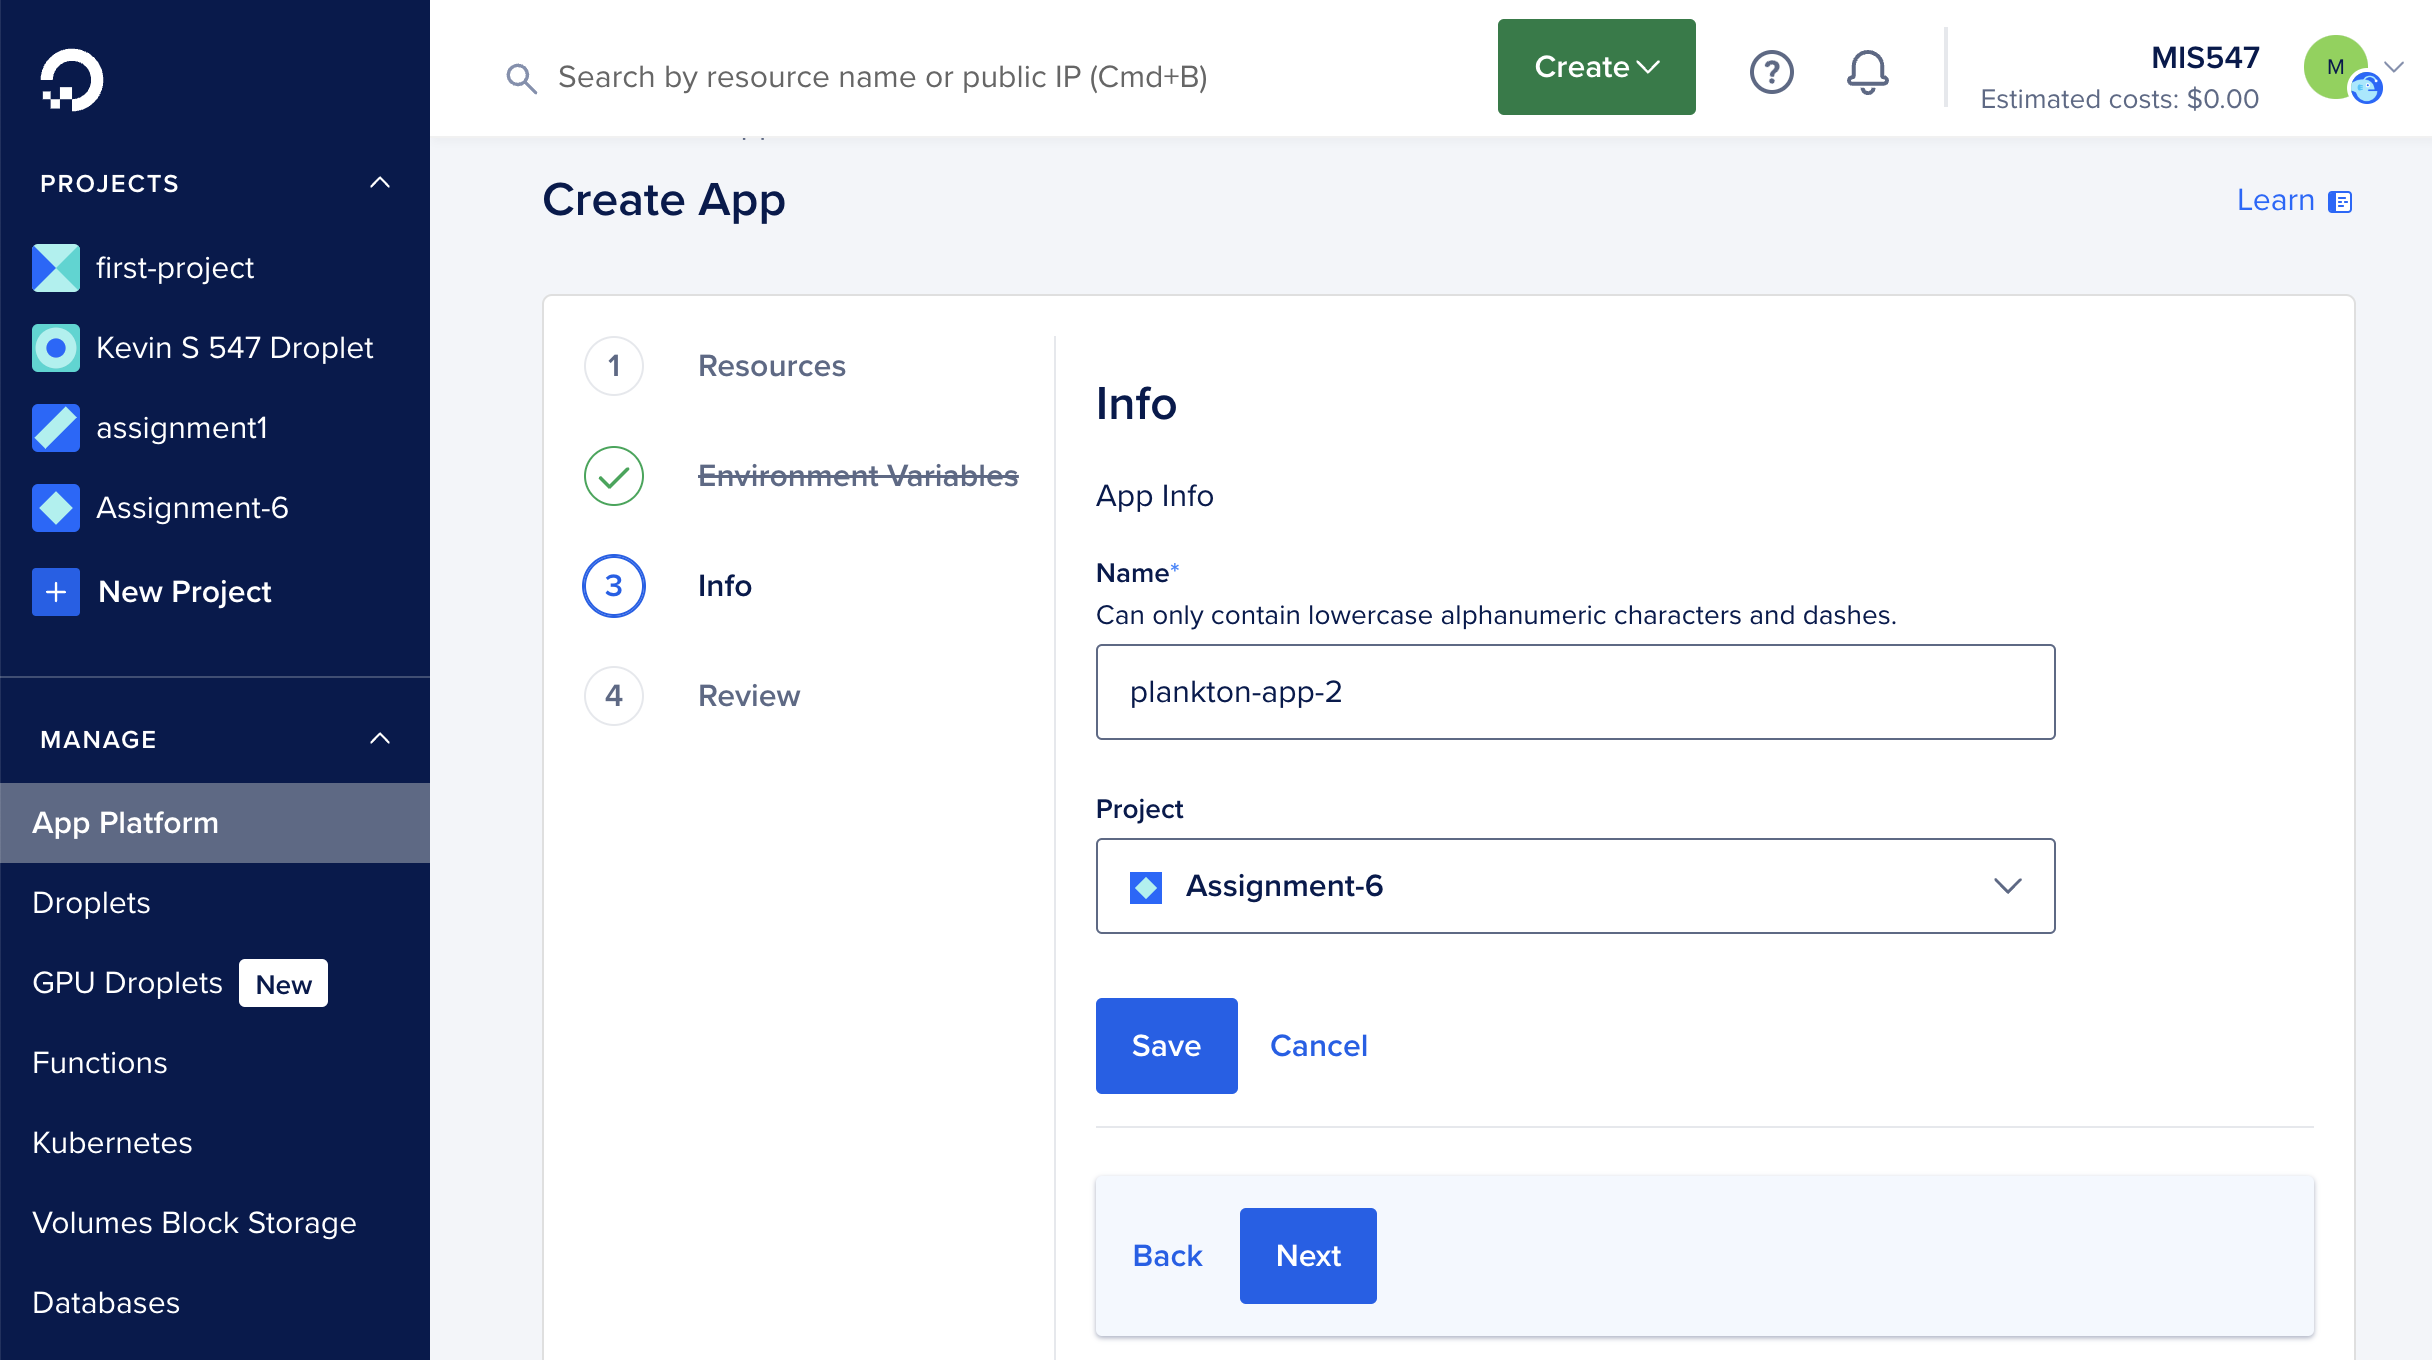 Search by resource name or public IP (Cmd+B)
Create
MIS547
Estimated costs: $0.00
M
PROJECTS
first-project
Kevin S 547 Droplet
assignment1
Assignment-6
New Project
MANAGE
App Platform
Droplets
GPU Droplets New
Functions
Kubernetes
Volumes Block Storage
Databases
Create App
Learn
1 Resources
Environment Variables
3 Info
4 Review
Info
App Info
Name*
Can only contain lowercase alphanumeric characters and dashes.
plankton-app-2
Project
Assignment-6
Save Cancel
Back Next